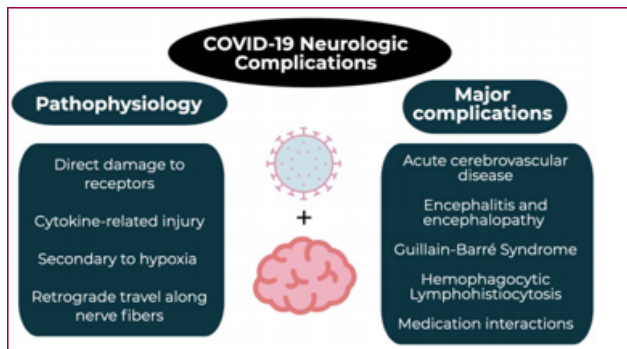 COVID-19 Neurologic
Complications
Pathophysiology
Direct damage to
receptors
Cytokine-related injury
Secondary to hypoxia
Retrograde travel along
nerve fibers
+
Major
complications
Acute cerebrovascular
disease
Encephalitis and
encephalopathy
Guillain-Barré Syndrome
Hemophagocytic
Lymphohistiocytosis
Medication interactions